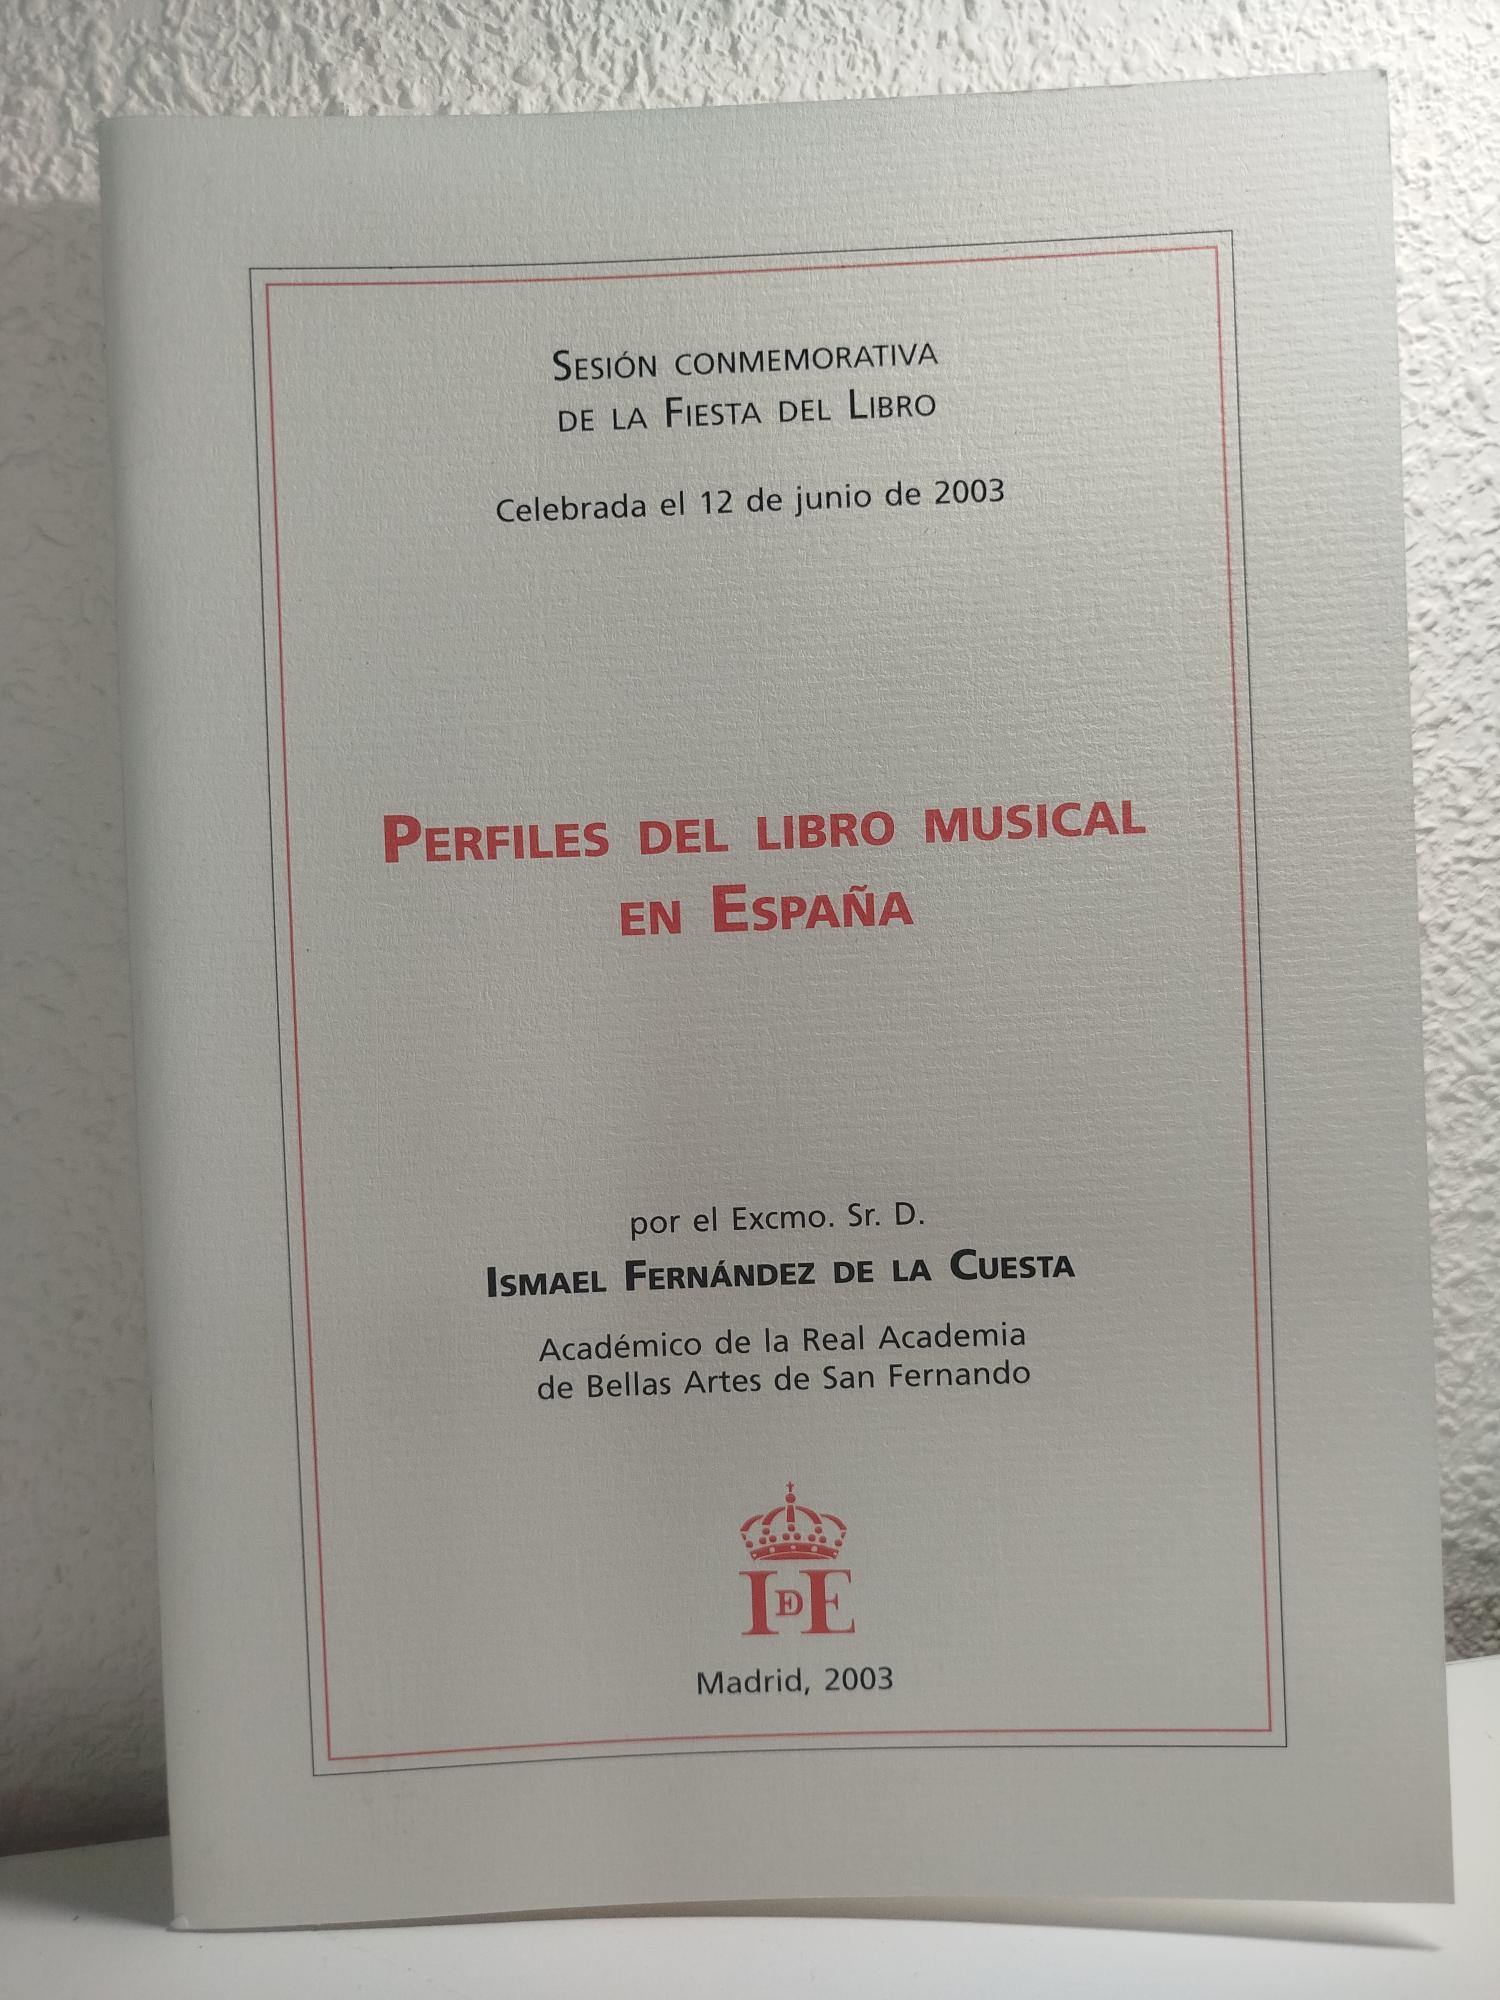 Sesión conmemorativa
de la Fiesta del Libro
Celebrada el 12 de junio de 2003
Perfiles del libro musical
en España
por el Excmo. Sr. D.
Ismael Fernández de la Cuesta
Académico de la Real Academia
de Bellas Artes de San Fernando
IDEE
Madrid, 2003